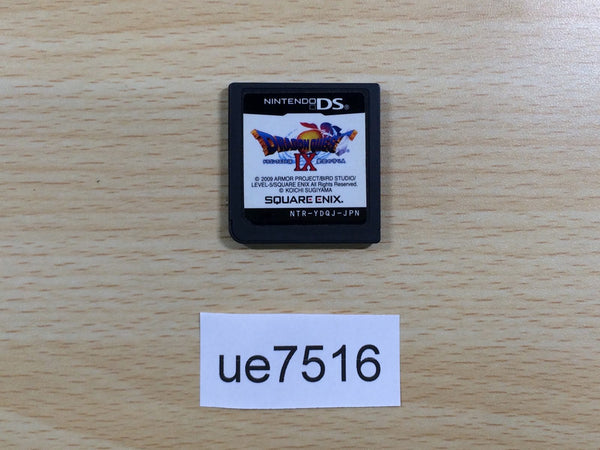 NINTENDO DS
DRAGON QUEST
IX
© 2009 ARMOR PROJECT/BIRD STUDIO/
LEVEL-5/SQUARE ENIX All Rights Reserved.
© KOICHI SUGIYAMA
SQUARE ENIX.
NTR-YDQJ-JPN
ue7516